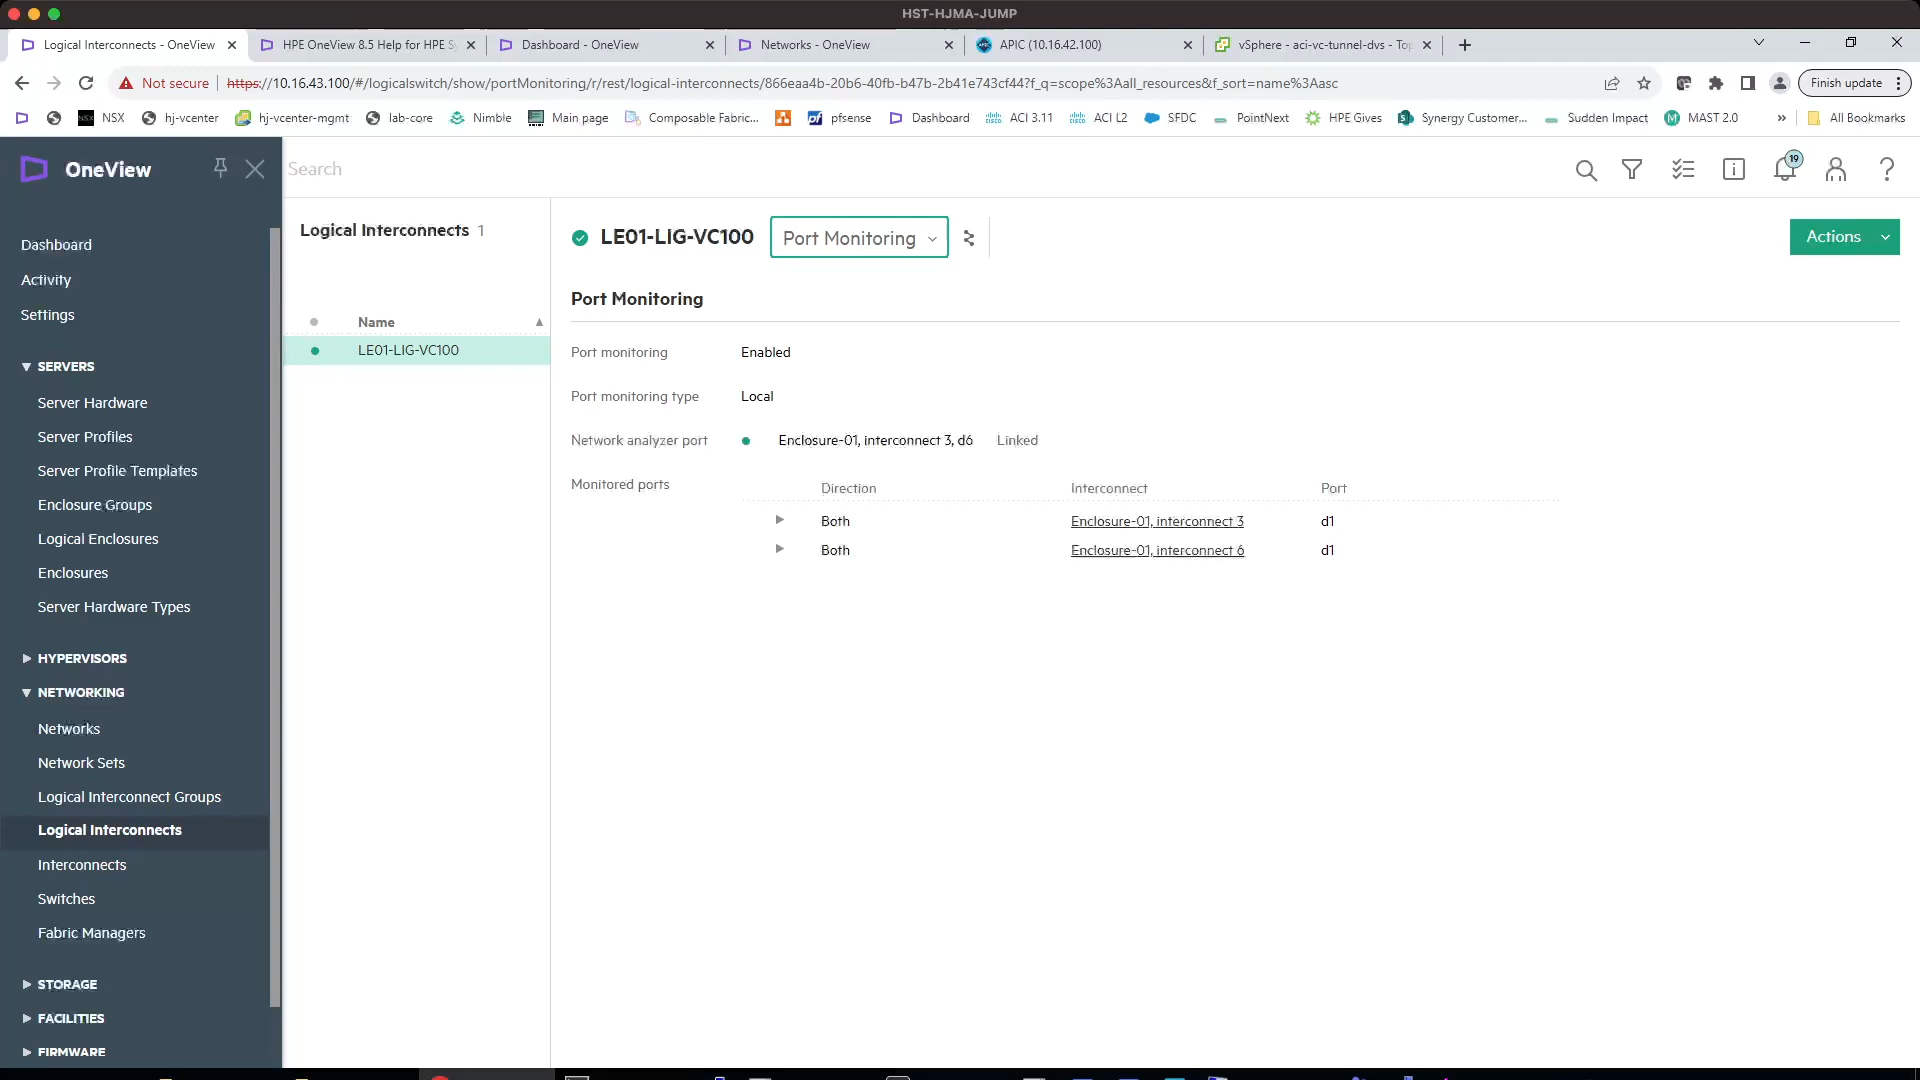 HST-HJMA-JUMP
Logical Interconnects - OneView
HPE OneView 8.5 Help for HPE Sy
Dashboard - OneView
Networks - OneView
APIC (10.16.42.100)
vSphere - aci-vc-tunnel-dvs - Top
Not secure
https://10.16.43.100/#/logicalswitch/show/portMonitoring/r/rest/logical-interconnects/866eaa4b-20b6-40fb-b47b-2b41e743cf44?f_q=scope%3Aall_resources&f_sort=name%3Aasc
Finish update
NSX
hj-vcenter
hj-vcenter-mgmt
lab-core
Nimble
Main page
Composable Fabric...
pfsense
Dashboard
ACI 3.11
ACI L2
SFDC
PointNext
HPE Gives
Synergy Customer...
Sudden Impact
MAST 2.0
»
All Bookmarks
OneView
Search
19
Dashboard
Activity
Settings
SERVERS
Server Hardware
Server Profiles
Server Profile Templates
Enclosure Groups
Logical Enclosures
Enclosures
Server Hardware Types
HYPERVISORS
NETWORKING
Networks
Network Sets
Logical Interconnect Groups
Logical Interconnects
Interconnects
Switches
Fabric Managers
STORAGE
FACILITIES
FIRMWARE
Logical Interconnects 1
Name
LE01-LIG-VC100
LE01-LIG-VC100
Port Monitoring
Actions
Port Monitoring
Port monitoring Enabled
Port monitoring type Local
Network analyzer port Enclosure-01, interconnect 3, d6 Linked
Monitored ports
Direction Interconnect Port
Both Enclosure-01, interconnect 3 d1
Both Enclosure-01, interconnect 6 d1